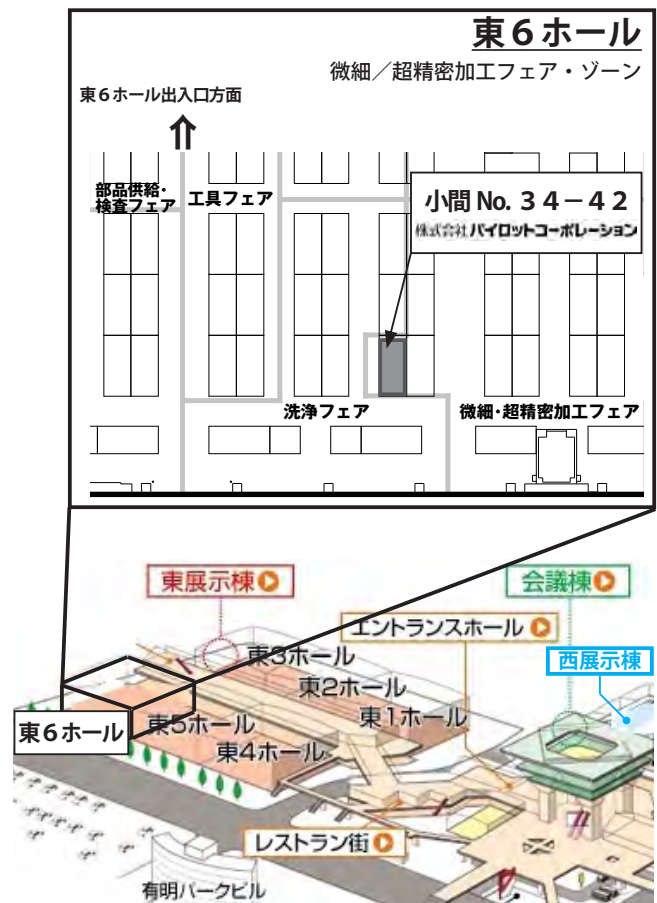 東6ホール
微細／超精密加工フェア・ゾーン
東6ホール出入口方面
部品供給・
検査フェア
工具フェア
小間 No. 34－42
株式会社パイロットコーポレーション
洗浄フェア
微細・超精密加工フェア
東展示棟
会議棟
エントランスホール
西展示棟
東3ホール
東2ホール
東1ホール
東6ホール
東5ホール
東4ホール
レストラン街
有明パークビル